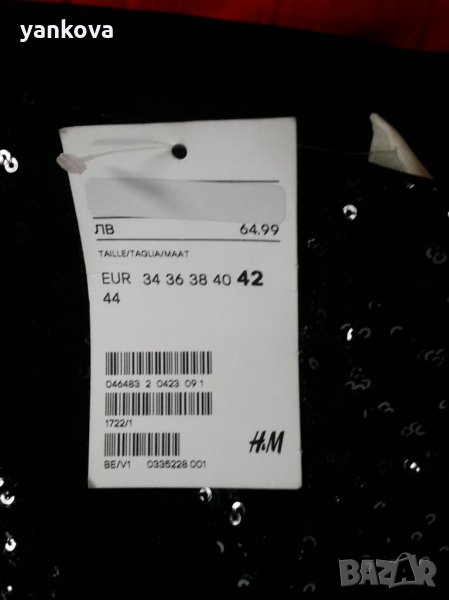 yankova
ЛВ 64.99
TAILLE/TAGLIA/MAAT
EUR 34 36 38 40 42
44
046483 2 0423 09 1
1722/1
BE/V1 0335228 001
H&M
BAZAR